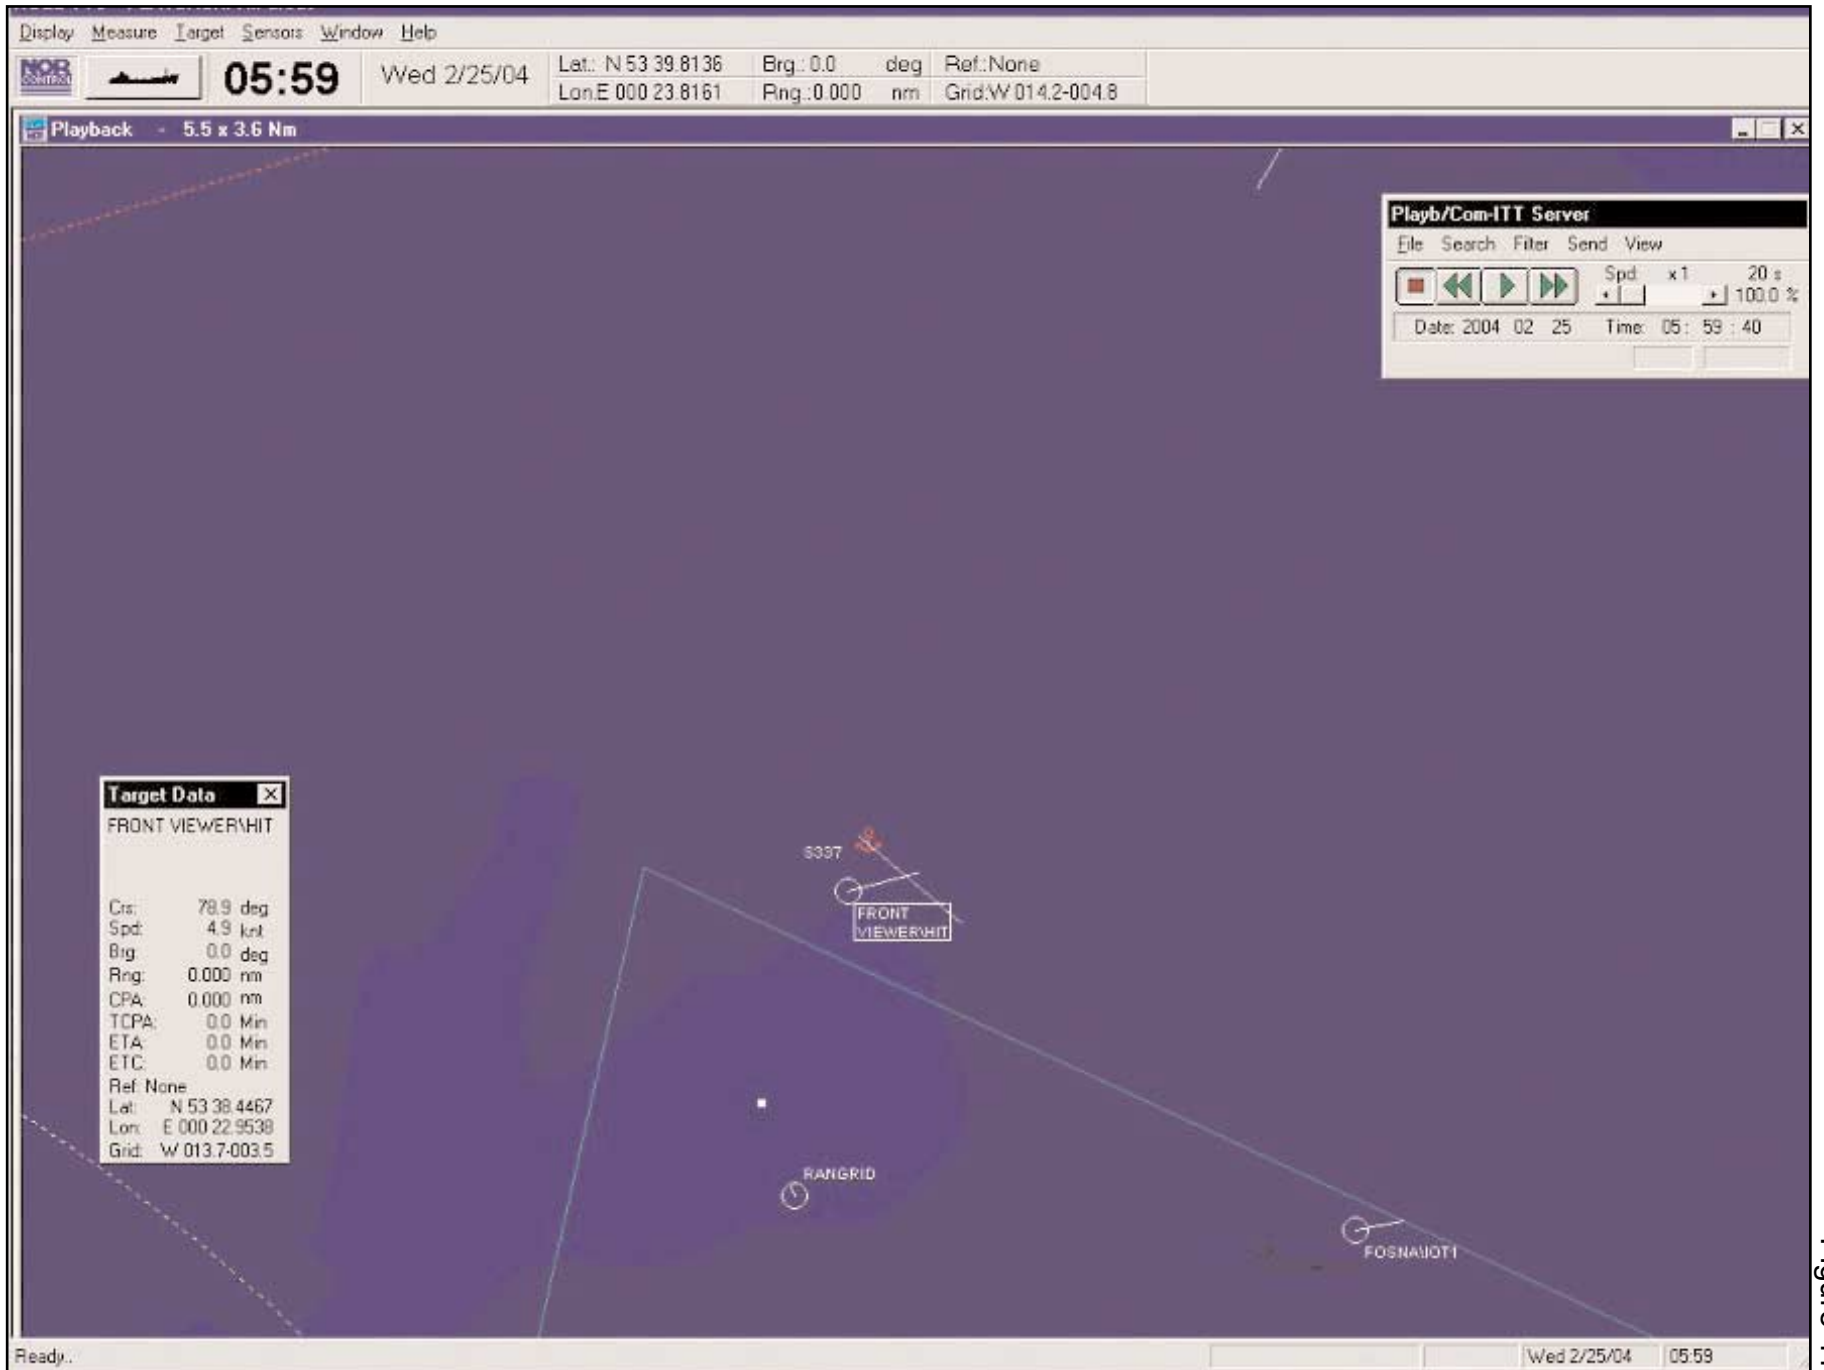 Display Measure Target Sensors Window Help
NOR CONTROL
05:59
Wed 2/25/04
Lat.: N 53 39.8136 Brg.: 0.0 deg Ref.:None
Lon.E 000 23.8161 Rng.:0.000 nm Grid:W 014.2-004.8
Playback - 5.5 x 3.6 Nm
Playb/Com-ITT Server
File Search Filter Send View
Spd x1 20 s
100.0 %
Date: 2004 02 25 Time: 05: 59 : 40
Target Data
FRONT VIEWER\HIT
Crs: 78.9 deg
Spd: 4.9 knt
Brg: 0.0 deg
Rng: 0.000 nm
CPA: 0.000 nm
TCPA: 0.0 Min
ETA: 0.0 Min
ETC: 0.0 Min
Ref: None
Lat: N 53 38.4467
Lon: E 000 22.9538
Grid: W 013.7-003.5
S337
FRONT
VIEWER\HIT
RANGRID
FOSNA\IOT1
Ready..
Wed 2/25/04 05:59